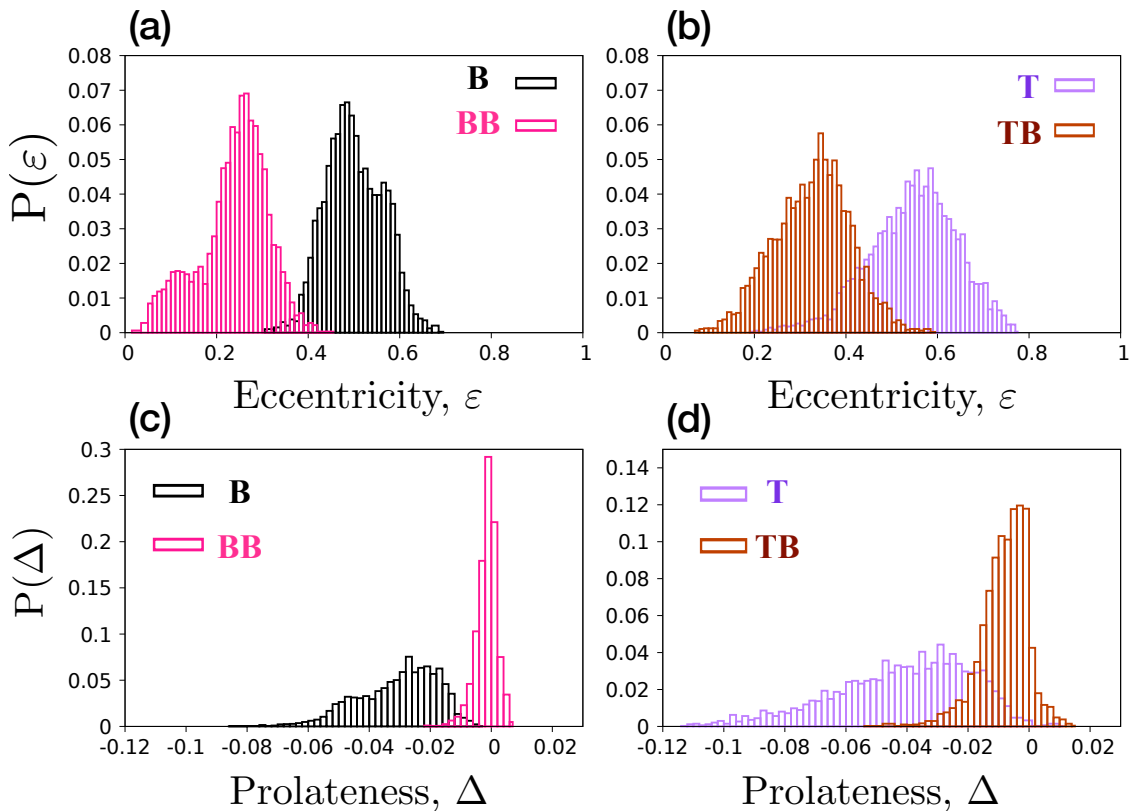 (a)
(b)
P(ε)
0.08
0.07
0.06
0.05
0.04
0.03
0.02
0.01
0
B
BB
0 0.2 0.4 0.6 0.8 1
Eccentricity, ε
0.08
0.07
0.06
0.05
0.04
0.03
0.02
0.01
0
T
TB
0 0.2 0.4 0.6 0.8 1
Eccentricity, ε
(c)
(d)
P(Δ)
0.3
0.25
0.2
0.15
0.1
0.05
0
B
BB
-0.12 -0.1 -0.08 -0.06 -0.04 -0.02 0 0.02
Prolateness, Δ
0.14
0.12
0.1
0.08
0.06
0.04
0.02
0
T
TB
-0.12 -0.1 -0.08 -0.06 -0.04 -0.02 0 0.02
Prolateness, Δ